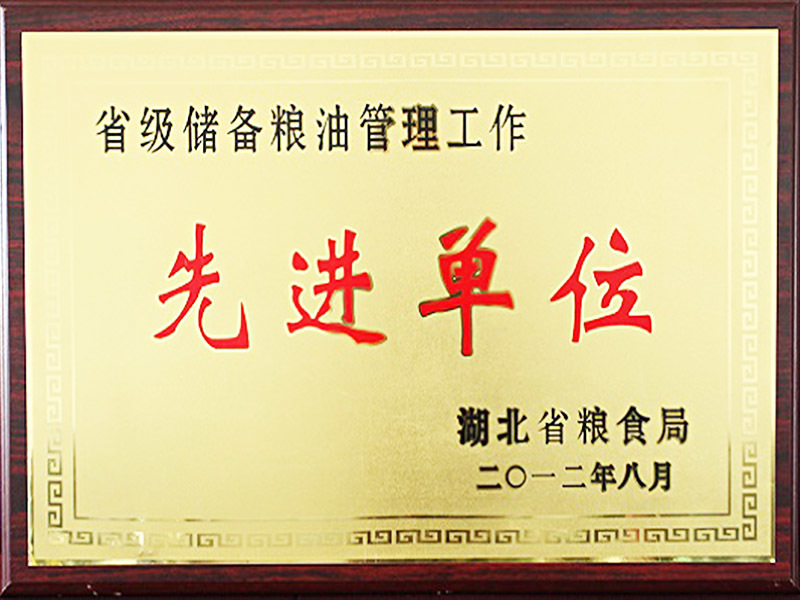 省级储备粮油管理工作
先进单位
湖北省粮食局
二〇一二年八月